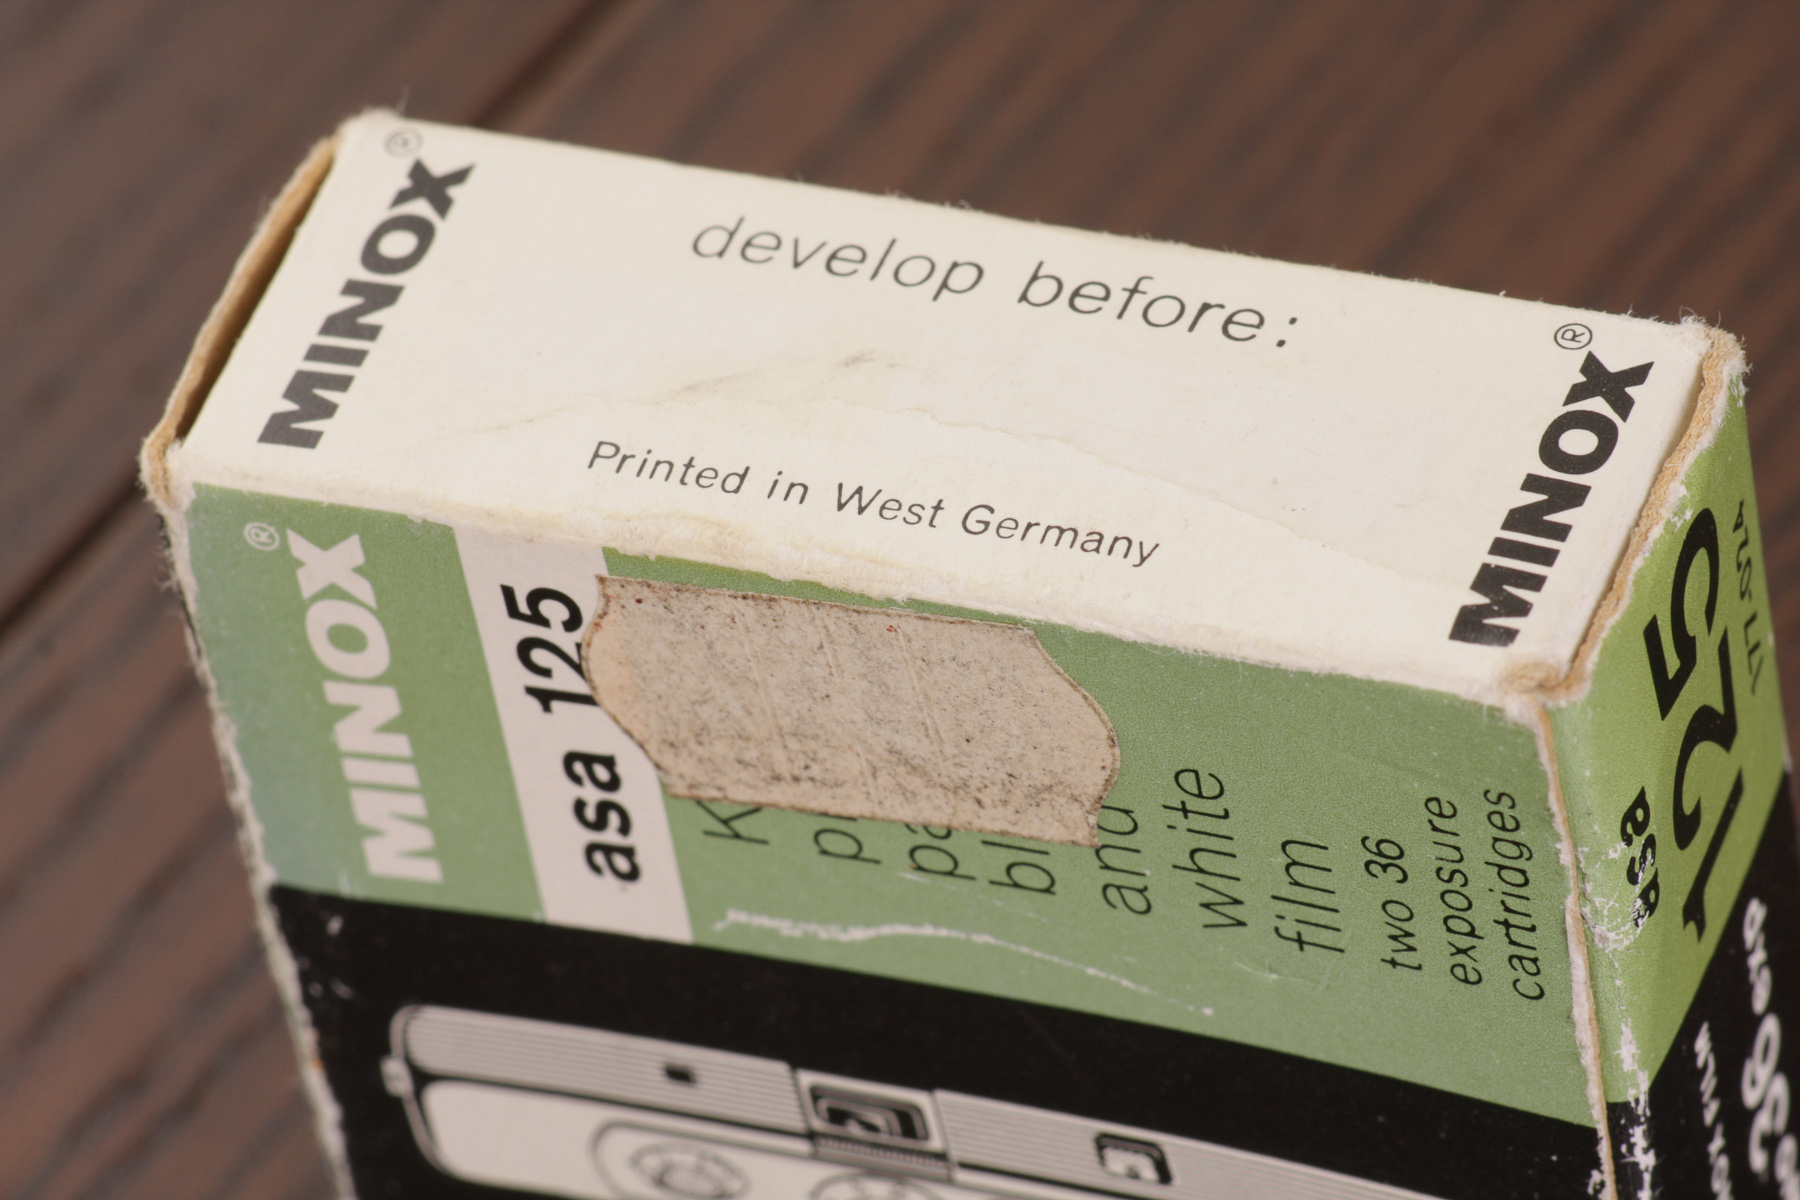 MINOX®
develop before:
Printed in West Germany
MINOX®
MINOX®
asa 125
and
white
film
two 36
exposure
cartridges
125
asa